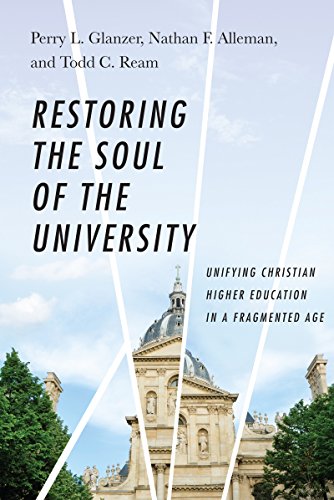 Perry L. Glanzer, Nathan F. Alleman,
and Todd C. Ream
RESTORING
THE SOUL
OF THE
UNIVERSITY
UNIFYING CHRISTIAN
HIGHER EDUCATION
IN A FRAGMENTED AGE